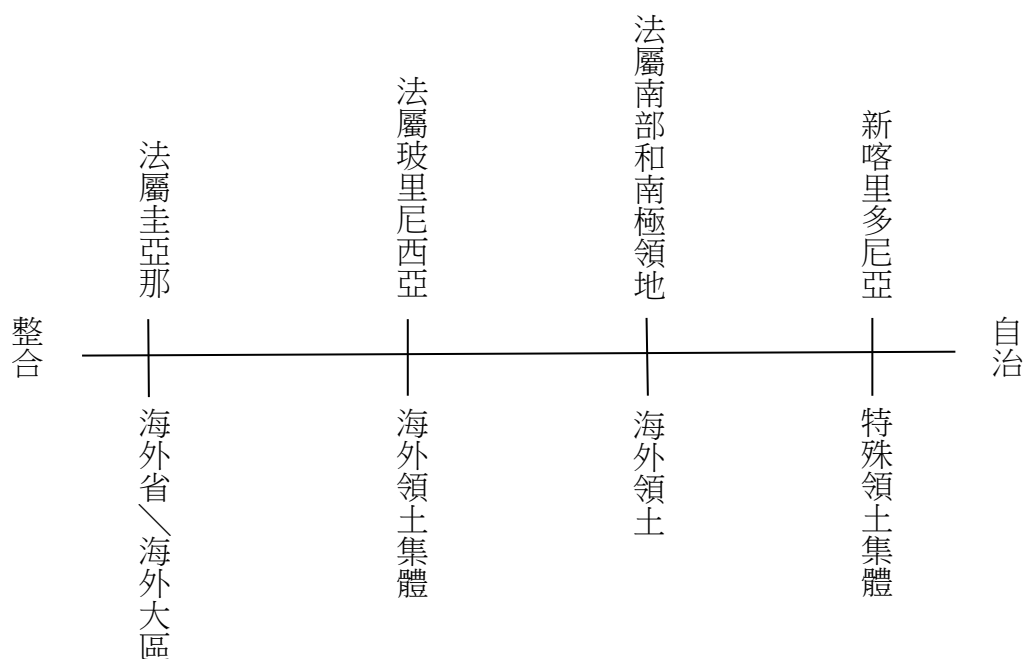 整合
法屬圭亞那
海外省＼海外大區
法屬玻里尼西亞
海外領土集體
法屬南部和南極領地
海外領土
新喀里多尼亞
特殊領土集體
自治